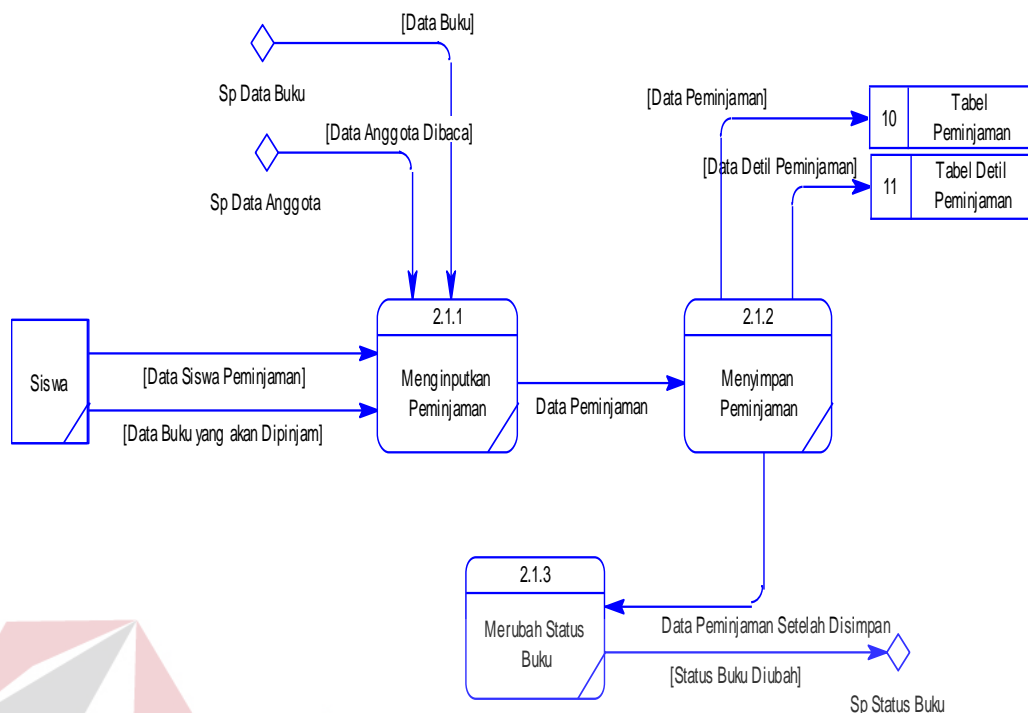 [Data Buku]
Sp Data Buku
[Data Anggota Dibaca]
Sp Data Anggota
[Data Peminjaman]
10
Tabel
Peminjaman
[Data Detil Peminjaman]
11
Tabel Detil
Peminjaman
Siswa
[Data Siswa Peminjaman]
[Data Buku yang akan Dipinjam]
2.1.1
Menginputkan
Peminjaman
Data Peminjaman
2.1.2
Menyimpan
Peminjaman
2.1.3
Merubah Status
Buku
Data Peminjaman Setelah Disimpan
[Status Buku Diubah]
Sp Status Buku